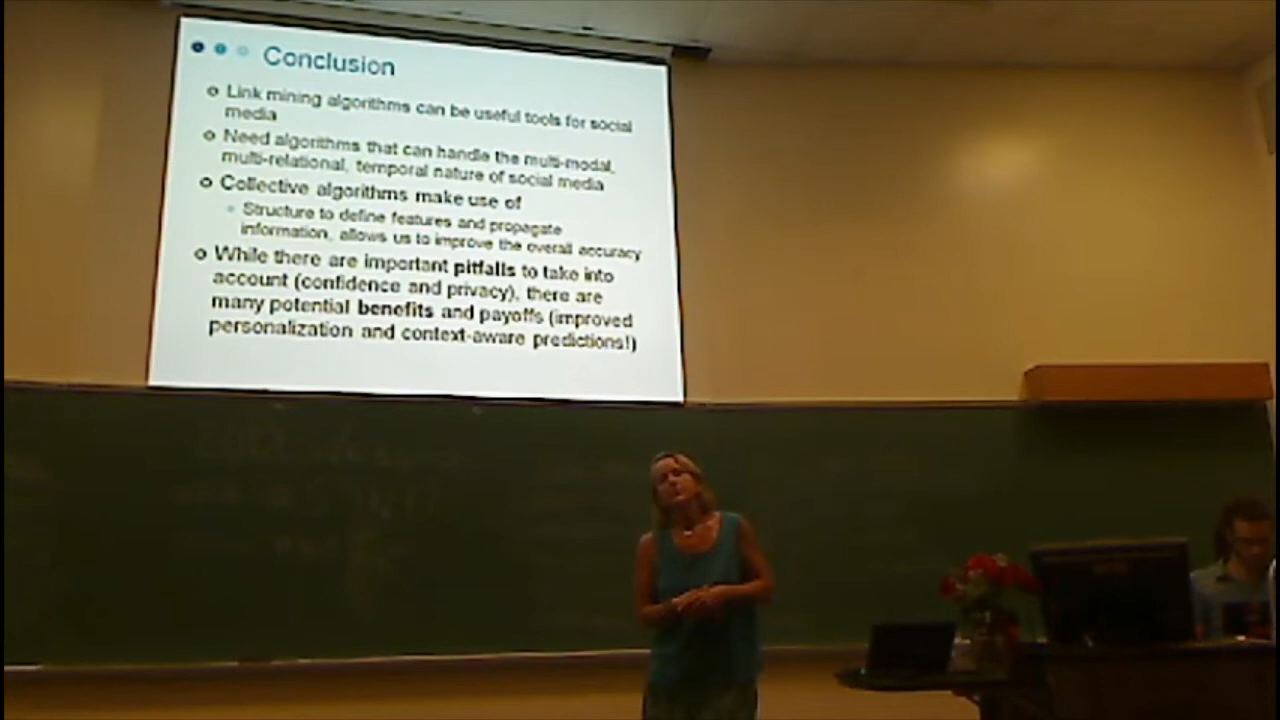 Conclusion
Link mining algorithms can be useful tools for social
media
Need algorithms that can handle the multi-modal,
multi-relational, temporal nature of social media
Collective algorithms make use of
Structure to define features and propagate
information, allows us to improve the overall accuracy
While there are important pitfalls to take into
account (confidence and privacy), there are
many potential benefits and payoffs (improved
personalization and context-aware predictions!)